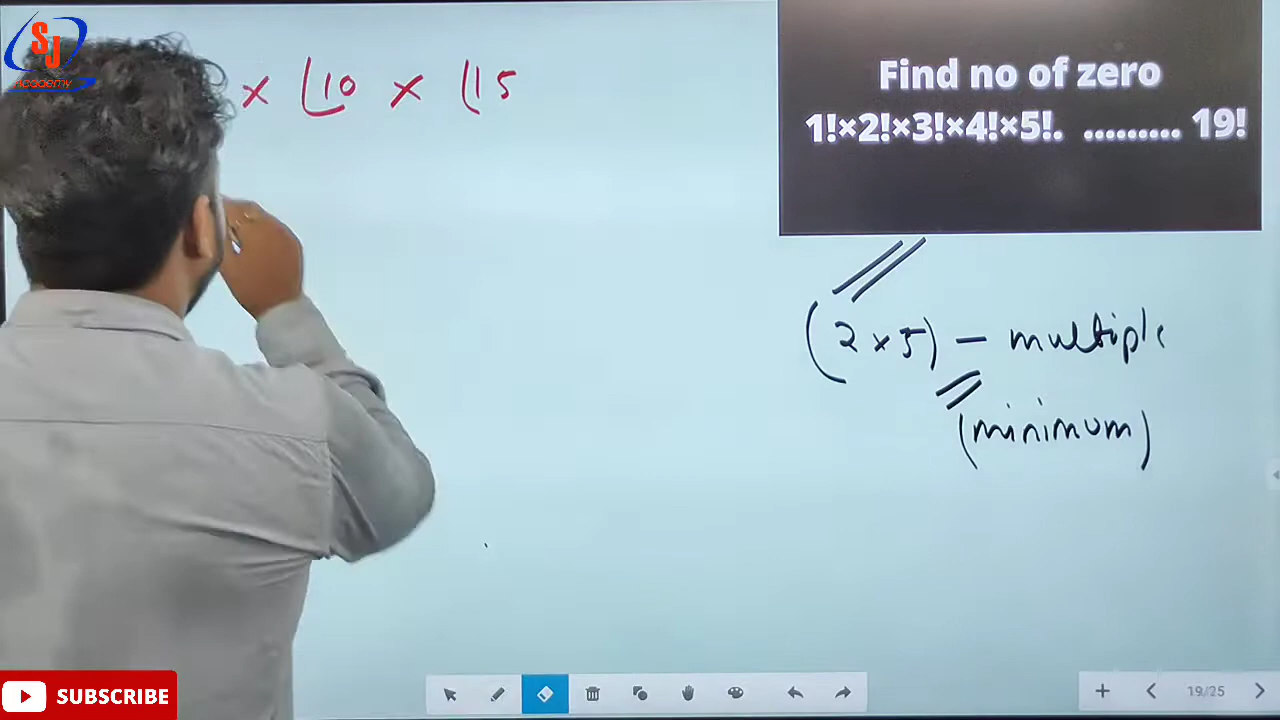 SJ
Academy
x ⌊10 x ⌊15
Find no of zero
1!×2!×3!×4!×5!. ......... 19!
(2 x 5) — multiple
(minimum)
SUBSCRIBE
19/25